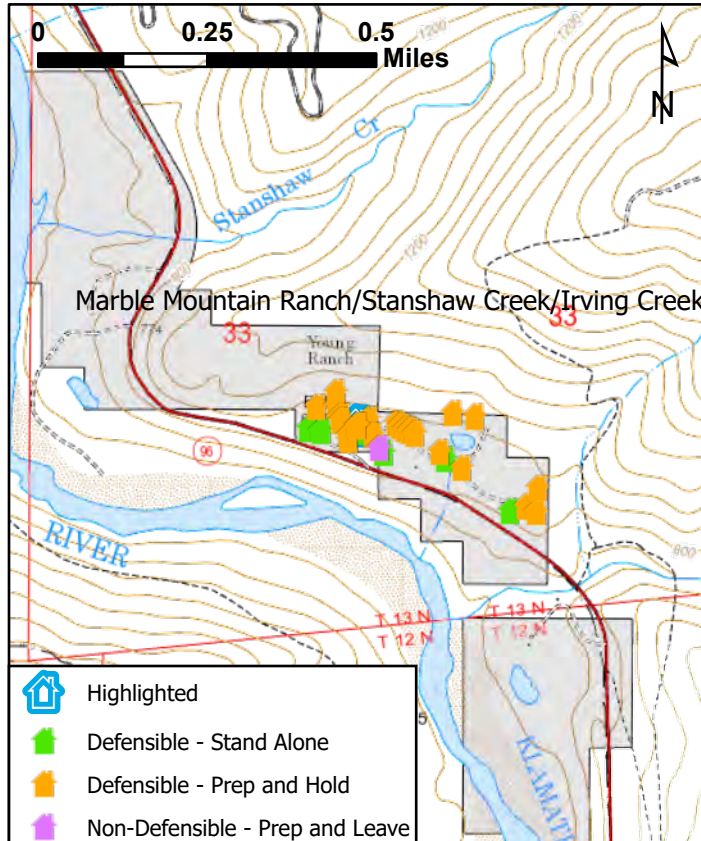 0 0.25 0.5
Miles
N
1200
1200
Stanshaw Cr
1200
800
Marble Mountain Ranch/Stanshaw Creek/Irving Creek
774
33
33
Young
Ranch
96
RIVER
800
T 13 N
T 13 N
T 12 N
T 12 N
KLAMATH
5
Highlighted
Defensible - Stand Alone
Defensible - Prep and Hold
Non-Defensible - Prep and Leave